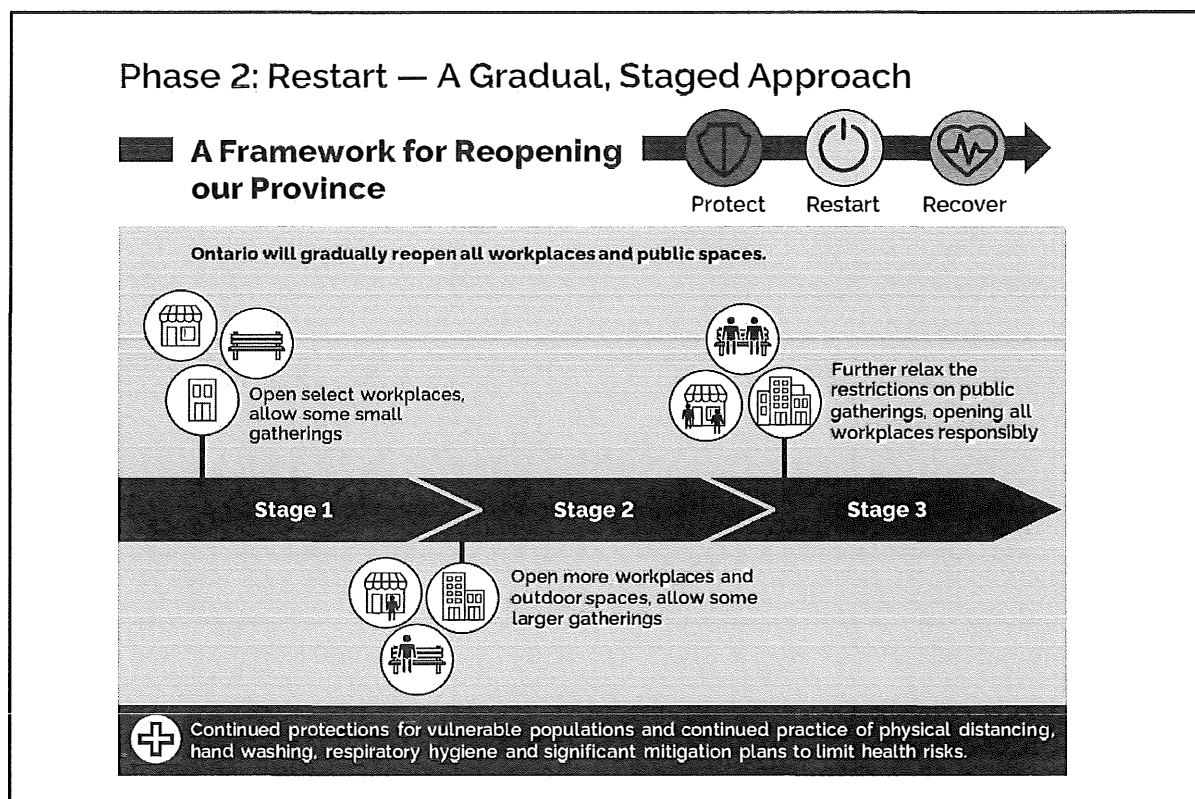 Phase 2: Restart — A Gradual, Staged Approach
A Framework for Reopening
our Province
Protect
Restart
Recover
Ontario will gradually reopen all workplaces and public spaces.
Open select workplaces,
allow some small
gatherings
Further relax the
restrictions on public
gatherings, opening all
workplaces responsibly
Stage 1
Stage 2
Stage 3
Open more workplaces and
outdoor spaces, allow some
larger gatherings
Continued protections for vulnerable populations and continued practice of physical distancing,
hand washing, respiratory hygiene and significant mitigation plans to limit health risks.